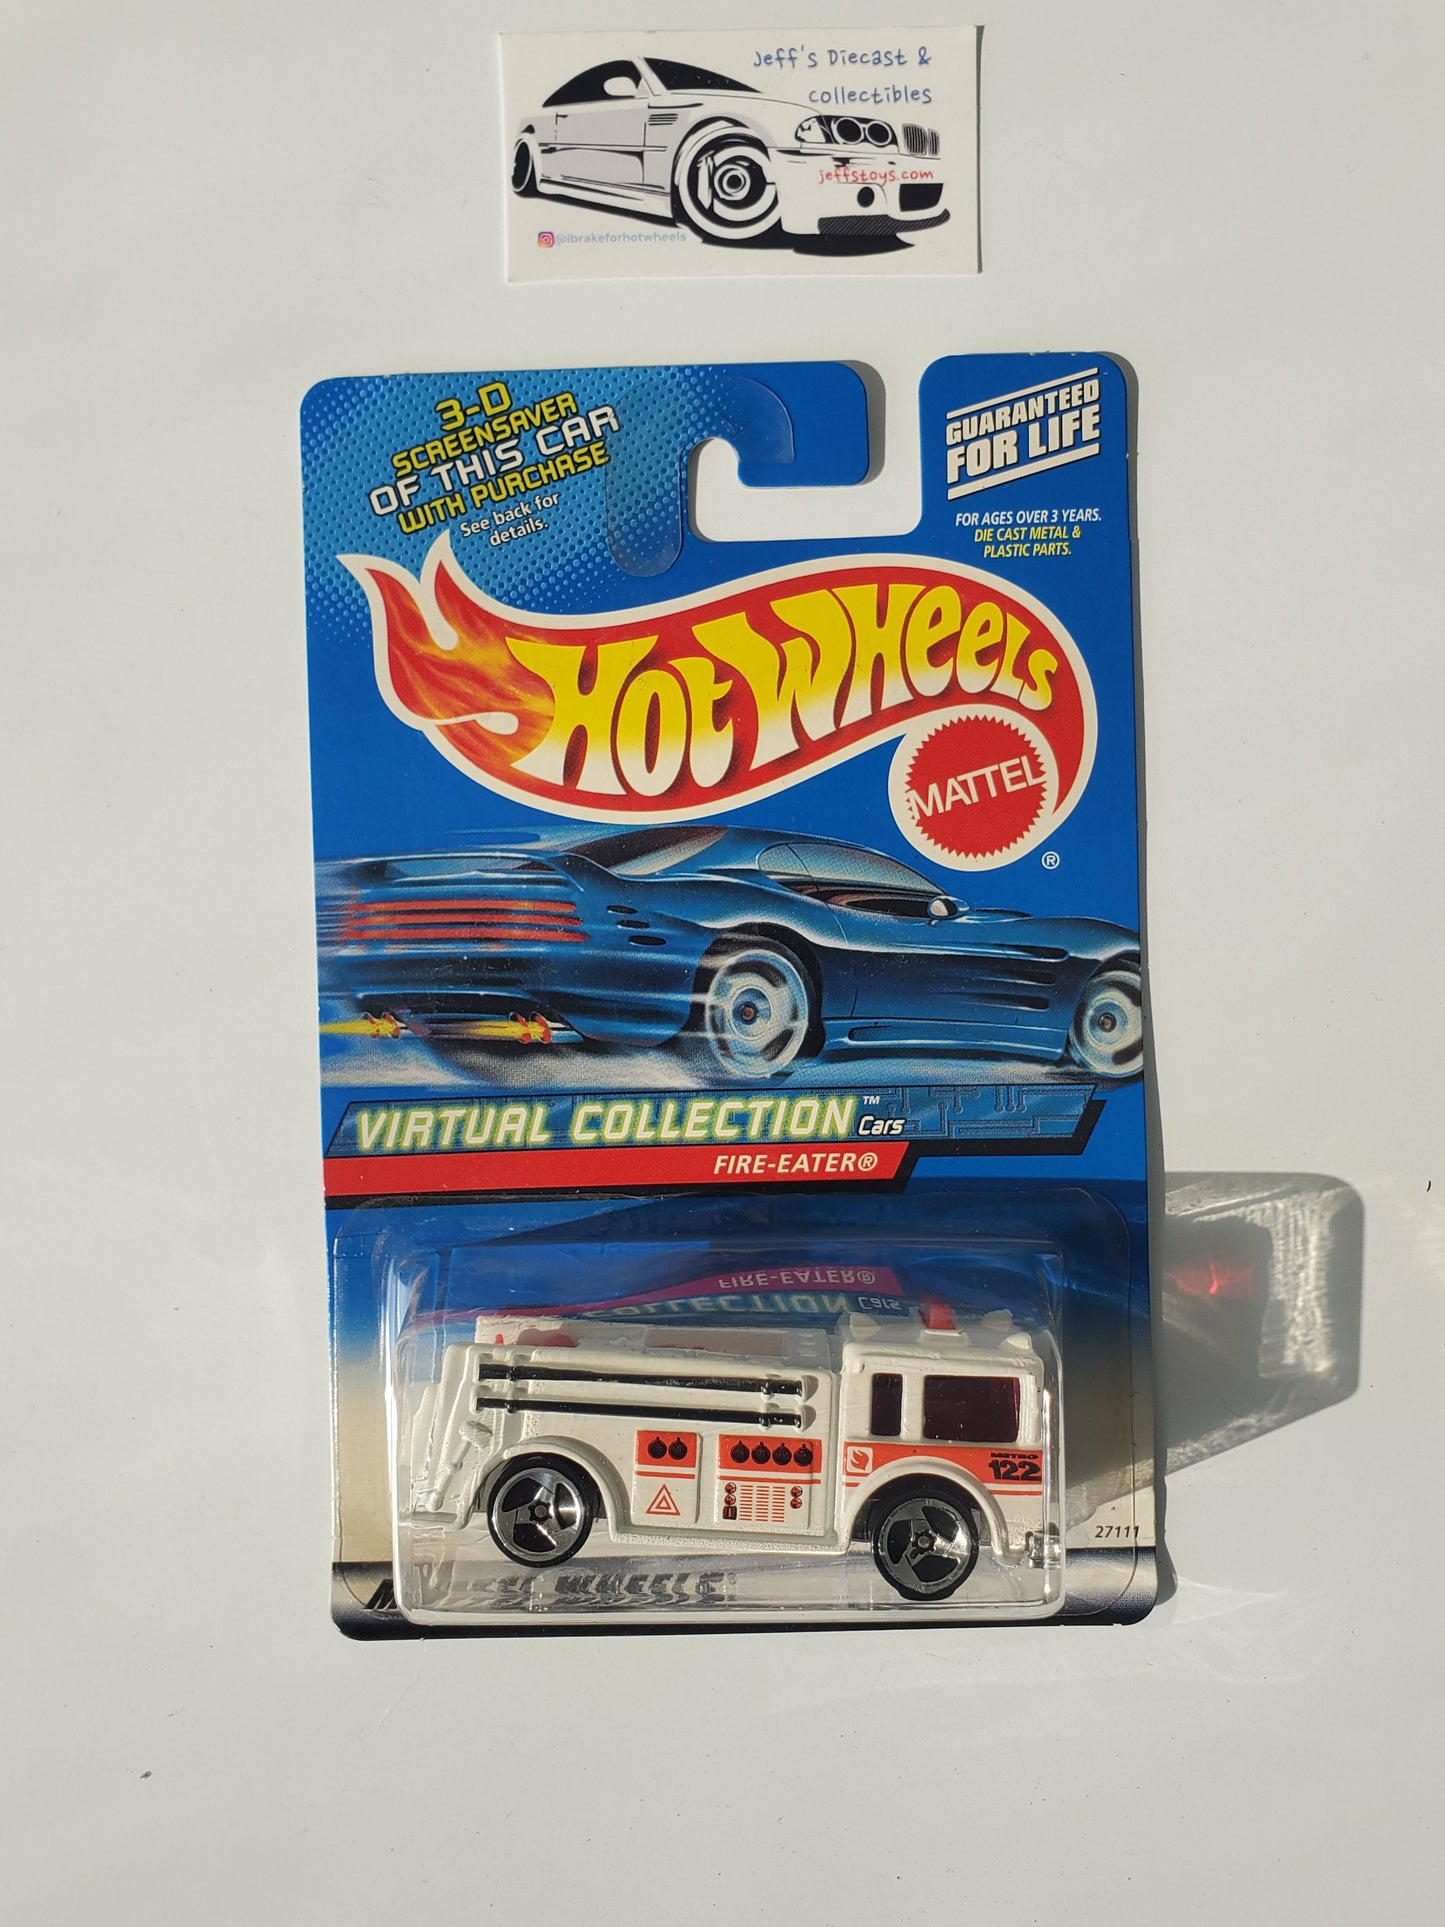 Jeff's Diecast &
collectibles
jeffstoys.com
@ibrakeforhotwheels
3-D
SCREENSAVER
OF THIS CAR
WITH PURCHASE
See back for
details.
GUARANTEED
FOR LIFE
FOR AGES OVER 3 YEARS.
DIE CAST METAL &
PLASTIC PARTS.
HOT WHEELS
MATTEL
®
VIRTUAL COLLECTION™ Cars
FIRE-EATER®
METRO
122
27111
WHEELS